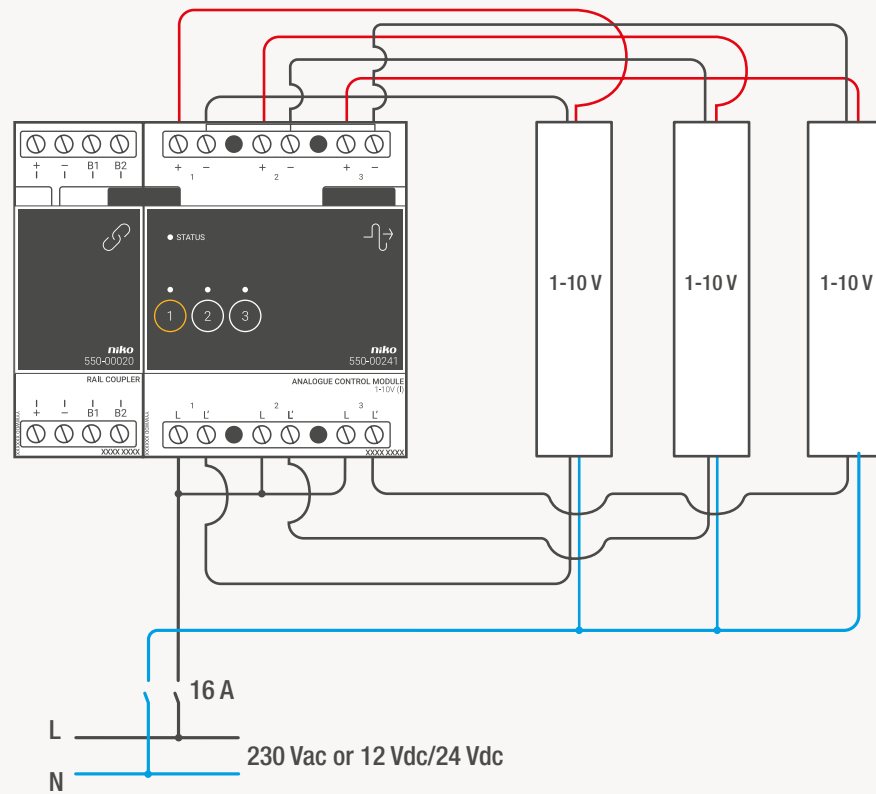 + − B1 B2
+ − + − + −
1 2 3
STATUS
1 2 3
niko
550-00020
niko
550-00241
RAIL COUPLER
ANALOGUE CONTROL MODULE
1-10V (I)
+ − B1 B2
1 2 3
L L' L L' L L'
XXXX XXXX
XXXX XXXX
1-10 V
1-10 V
1-10 V
16 A
L
230 Vac or 12 Vdc/24 Vdc
N